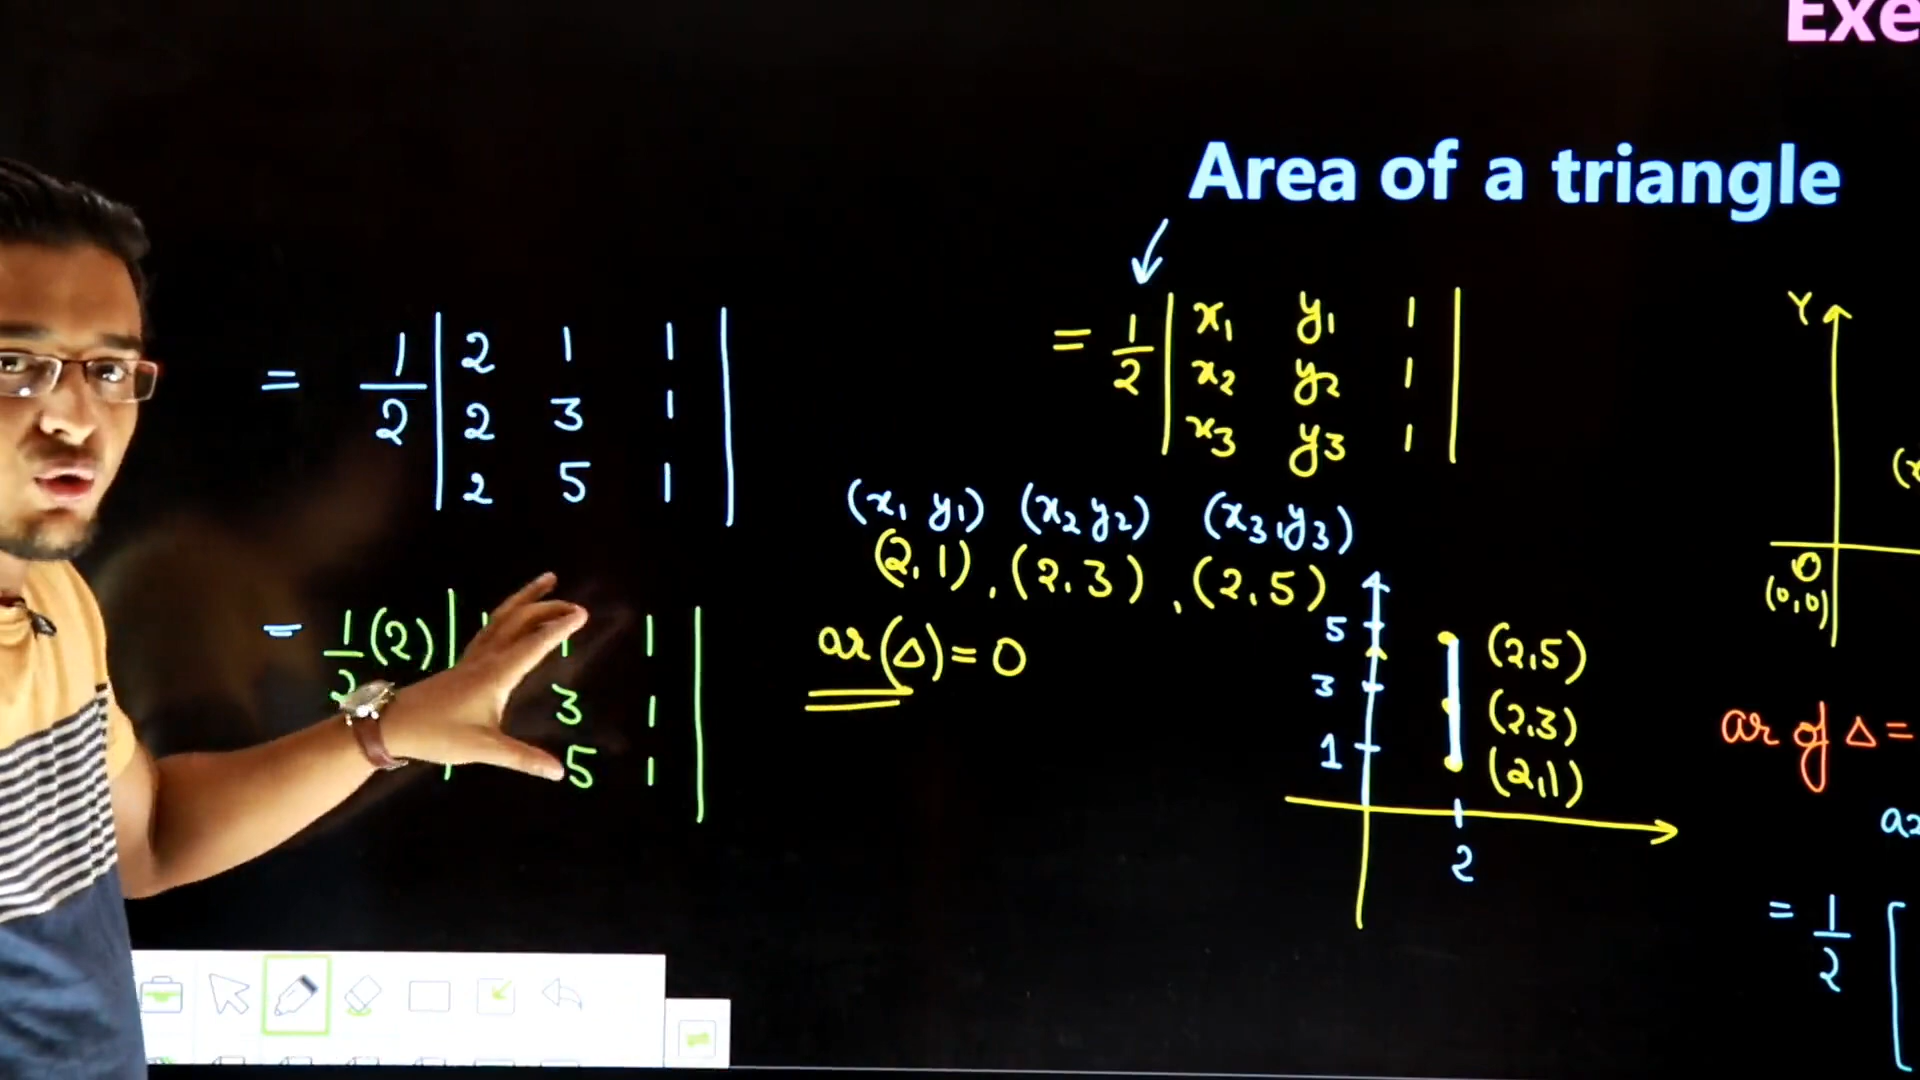 Exe
Area of a triangle
= 1/2 | x₁ y₁ 1 |
| x₂ y₂ 1 |
| x₃ y₃ 1 |
= 1/2 | 2 1 1 |
| 2 3 1 |
| 2 5 1 |
(x₁ y₁) (x₂ y₂) (x₃,y₃)
(2,1), (2,3), (2,5)
ar(Δ) = 0
= 1/2 (2) | 1 1
3 1
5 1 |
5 (2,5)
3 (2,3)
1 (2,1)
2
Y
(x
O
(0,0)
ar of Δ =
= 1/2 [